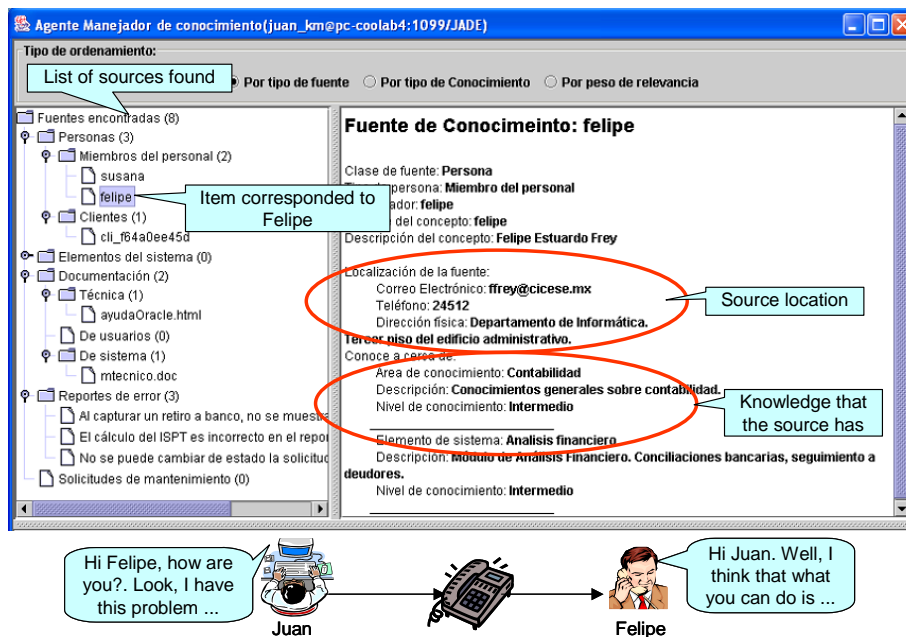 Agente Manejador de conocimiento(juan_km@pc-coolab4:1099/JADE)
Tipo de ordenamiento:
List of sources found
Por tipo de fuente
Por tipo de Conocimiento
Por peso de relevancia
Fuentes encontradas (8)
Personas (3)
Miembros del personal (2)
susana
felipe
Clientes (1)
cli_f64a0ee45d
Elementos del sistema (0)
Documentación (2)
Técnica (1)
ayudaOracle.html
De usuarios (0)
De sistema (1)
mtecnico.doc
Reportes de error (3)
Al capturar un retiro a banco, no se muestra
El cálculo del ISPT es incorrecto en el repor
No se puede cambiar de estado la solicitud
Solicitudes de mantenimiento (0)
Item corresponded to
Felipe
Fuente de Conocimeinto: felipe
Clase de fuente: Persona
persona: Miembro del personal
ador: felipe
del concepto: felipe
Descripción del concepto: Felipe Estuardo Frey
Localización de la fuente:
Correo Electrónico: ffrey@cicese.mx
Teléfono: 24512
Dirección física: Departamento de Informática.
Tercer piso del edificio administrativo.
Conoce a cerca de:
Area de conocimiento: Contabilidad
Descripción: Conocimientos generales sobre contabilidad.
Nivel de conocimiento: Intermedio
Elemento de sistema: Analisis financiero
Descripción: Módulo de Análisis Financiero. Conciliaciones bancarias, seguimiento a
deudores.
Nivel de conocimiento: Intermedio
Source location
Knowledge that
the source has
Hi Felipe, how are
you?. Look, I have
this problem ...
Juan
Hi Juan. Well, I
think that what
you can do is ...
Felipe